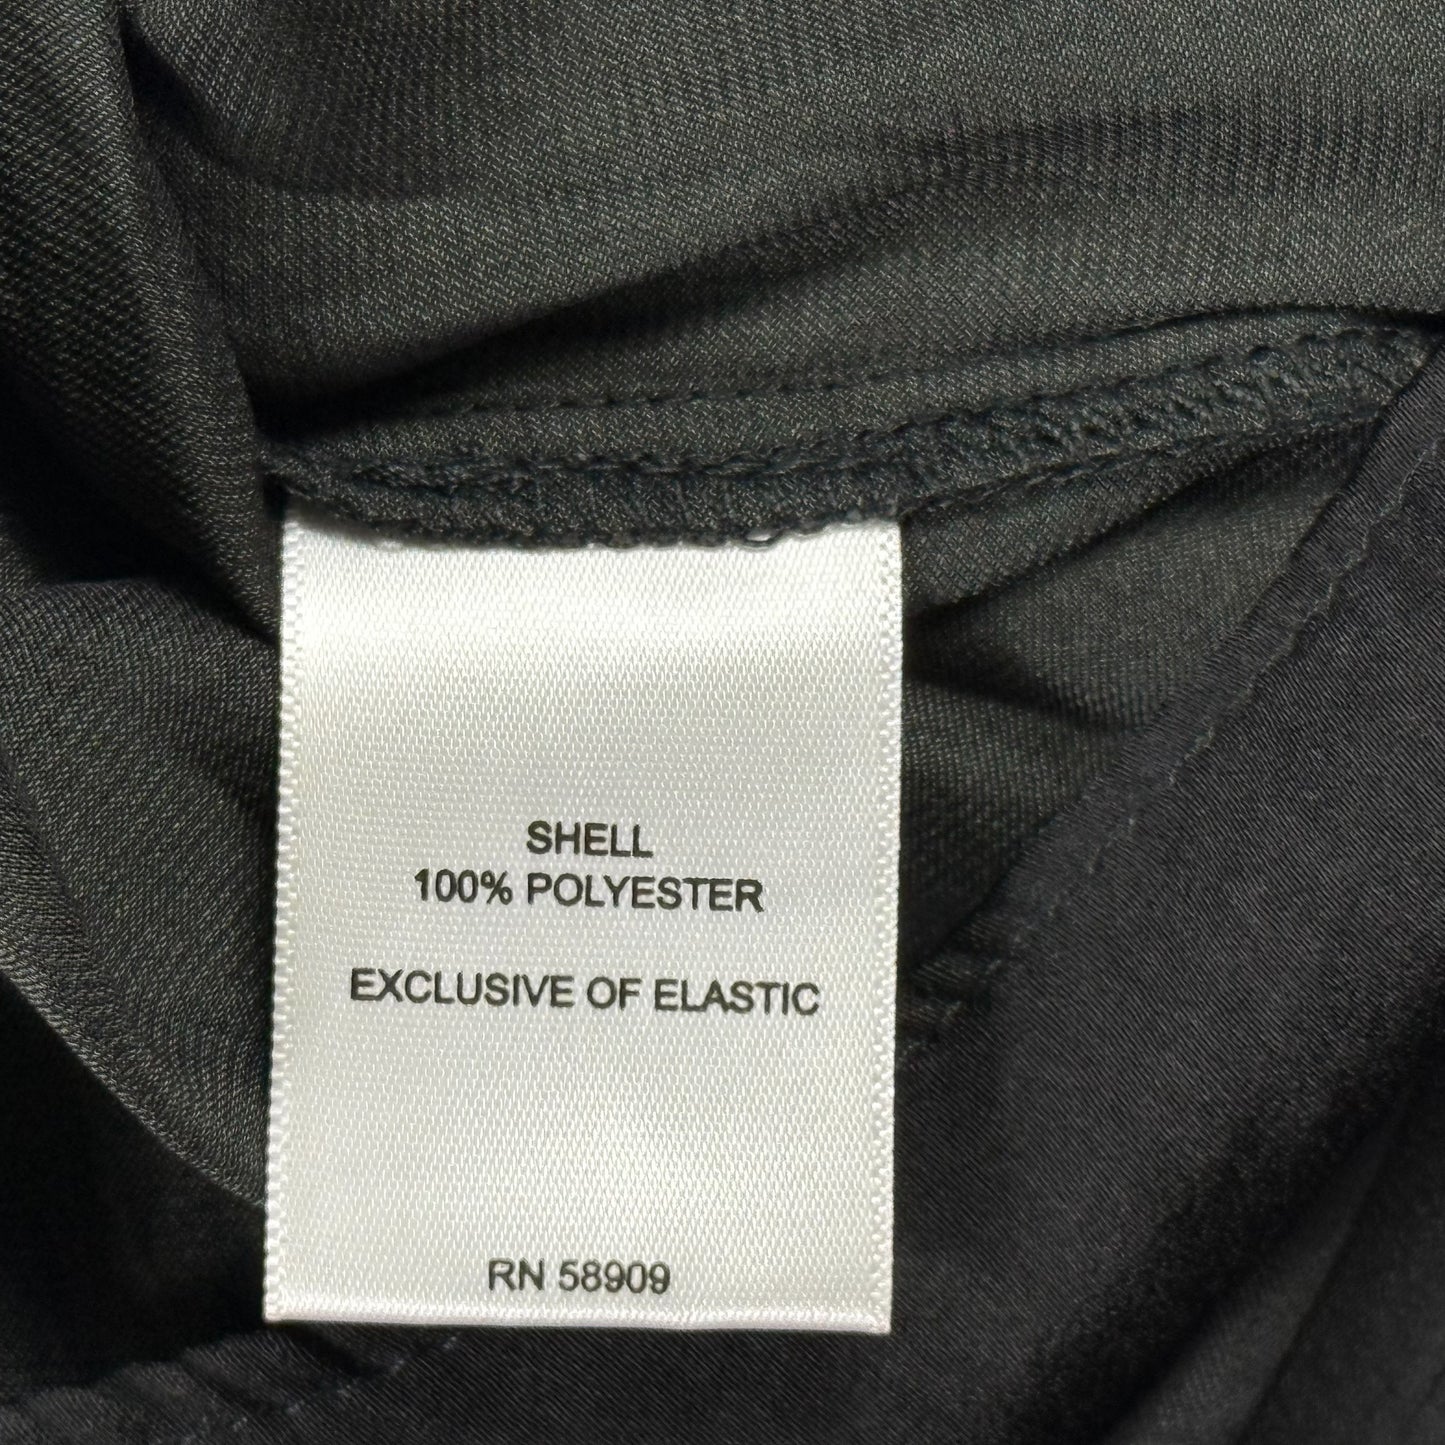 SHELL
100% POLYESTER
EXCLUSIVE OF ELASTIC
RN 58909